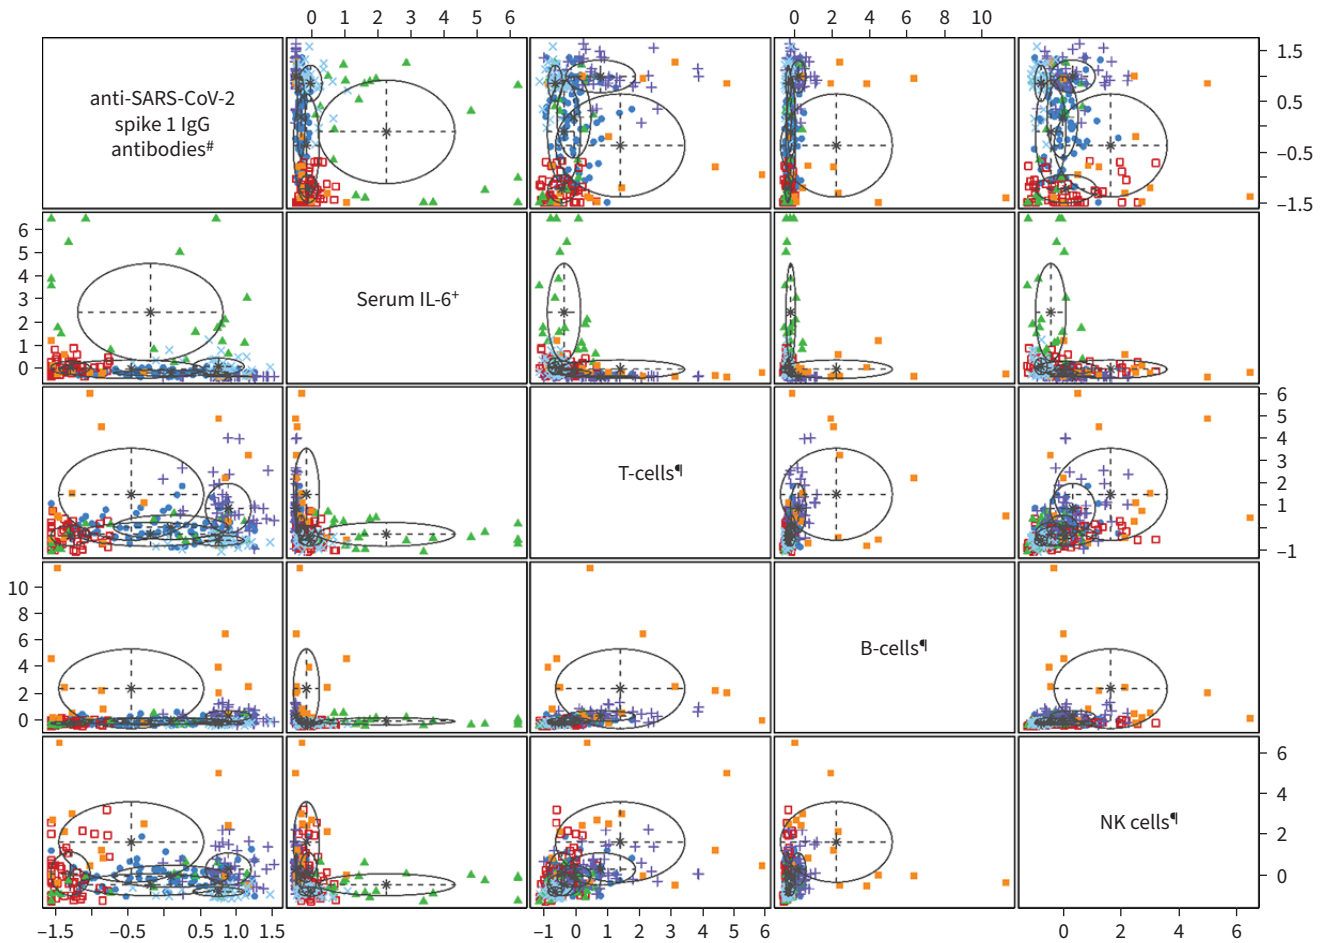 0 1 2 3 4 5 6
0 2 4 6 8 10
anti-SARS-CoV-2
spike 1 IgG
antibodies#
1.5
0.5
–0.5
–1.5
6
5
4
3
2
1
0
Serum IL-6+
T-cells¶
6
5
4
3
2
1
–1
10
8
6
4
2
0
B-cells¶
NK cells¶
6
4
2
0
–1.5 –0.5 0.5 1.0 1.5
–1 0 1 2 3 4 5 6
0 2 4 6